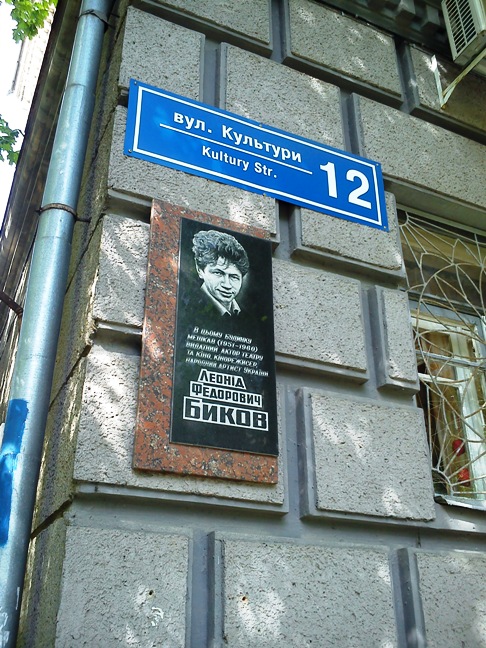 вул. Культури
Kultury Str.
12
В ЦЬОМУ БУДИНКУ
МЕШКАВ (1951-1960)
ВИДАТНИЙ АКТОР ТЕАТРУ
ТА КІНО, КІНОРЕЖИСЕР,
НАРОДНИЙ АРТИСТ УКРАЇНИ
ЛЕОНІД
ФЕДОРОВИЧ
БИКОВ